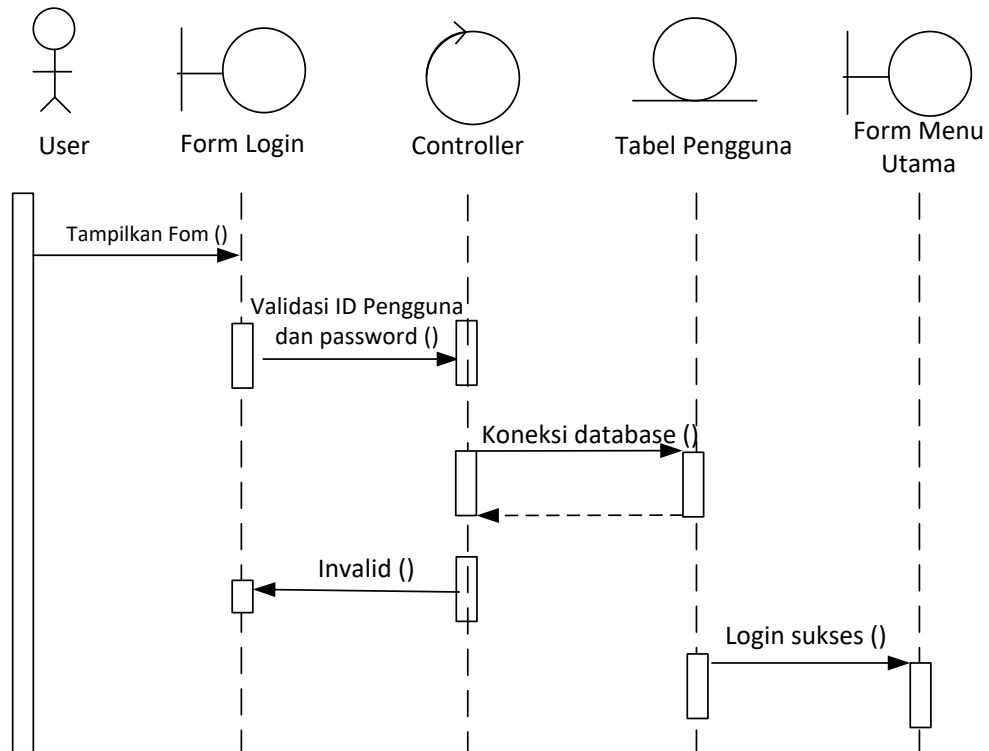 User
Form Login
Controller
Tabel Pengguna
Form Menu
Utama
Tampilkan Fom ()
Validasi ID Pengguna
dan password ()
Koneksi database ()
Invalid ()
Login sukses ()